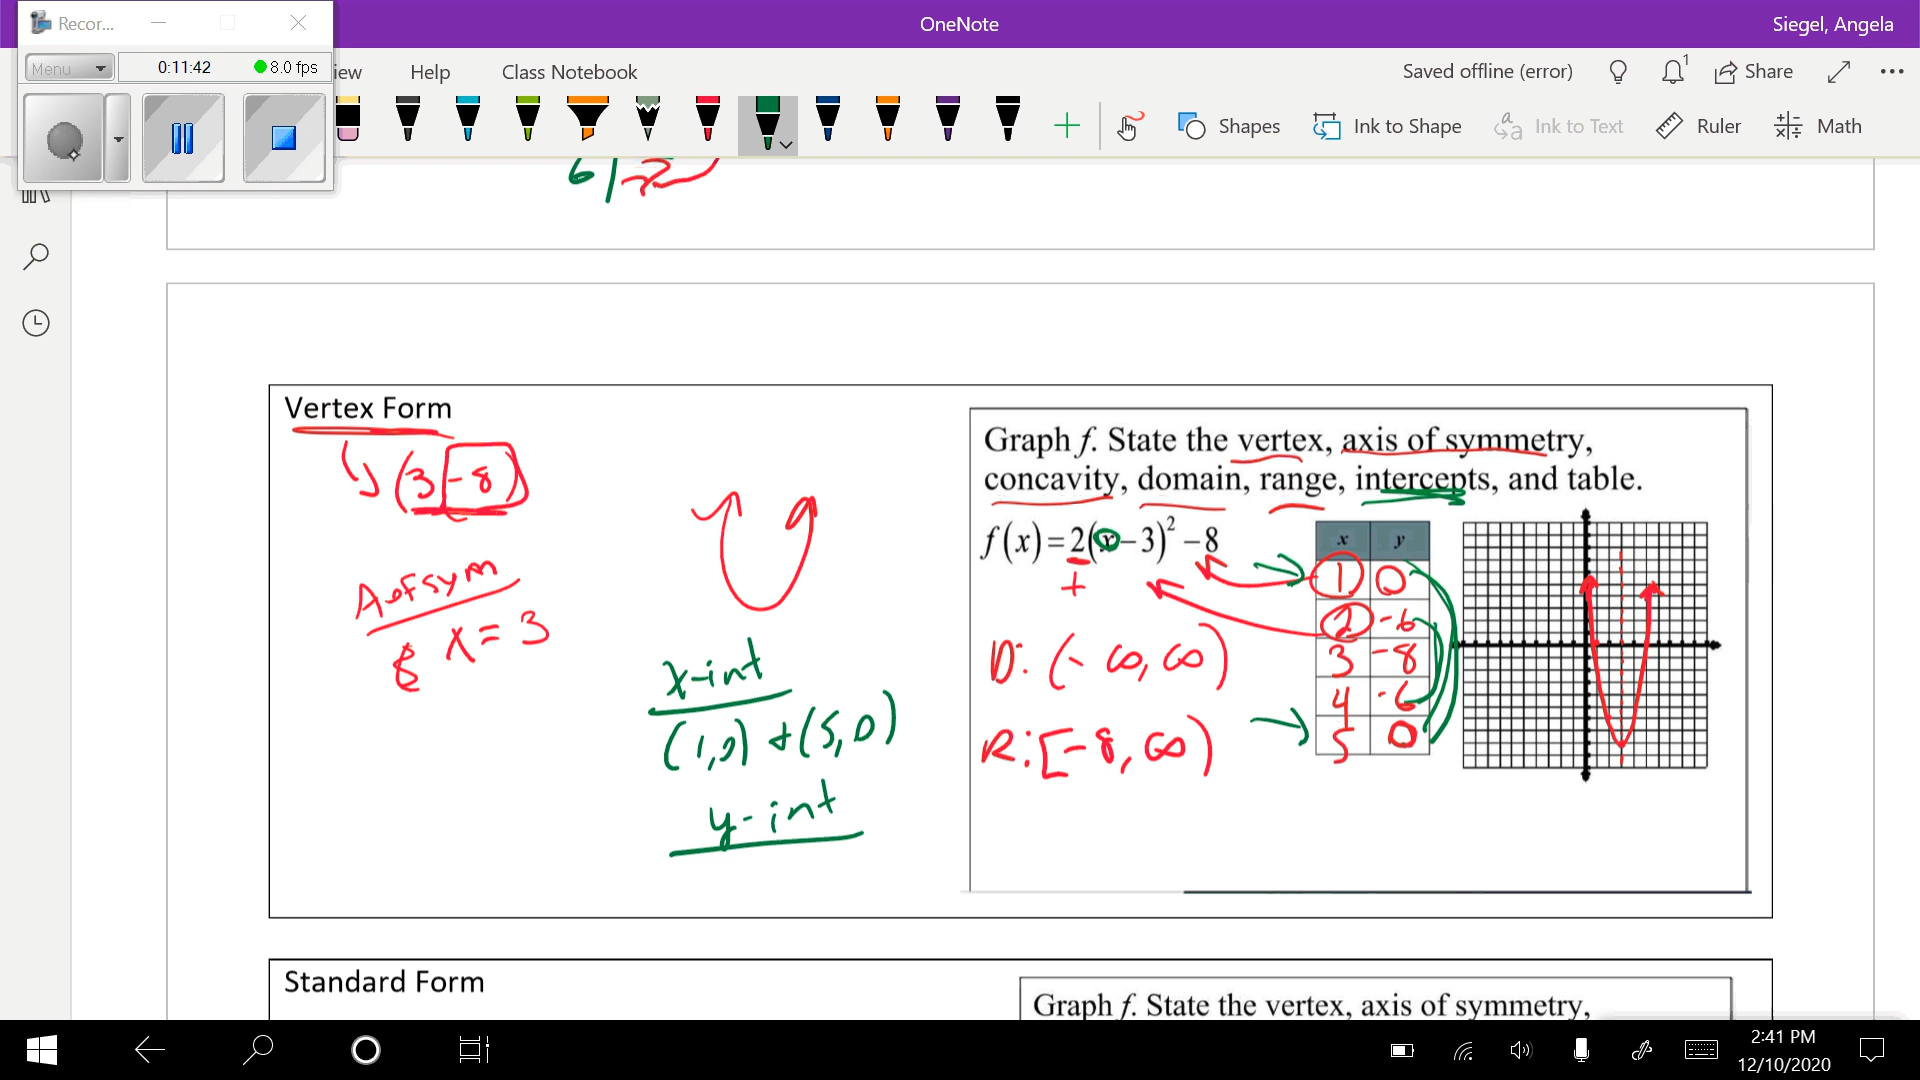 Recor...
OneNote
Siegel, Angela
Menu
0:11:42
8.0 fps
iew
Help
Class Notebook
Saved offline (error)
1
Share
Shapes
Ink to Shape
Ink to Text
Ruler
Math
6
Vertex Form
(3 -8)
A of sym
x = 3
x-int
(1,0) + (5,0)
y-int
Graph f. State the vertex, axis of symmetry,
concavity, domain, range, intercepts, and table.
f(x) = 2(x-3)² - 8
+
D: (-∞, ∞)
R: [-8, ∞)
x y
1 0
2 -6
3 -8
4 -6
5 0
Standard Form
Graph f. State the vertex, axis of symmetry,
2:41 PM
12/10/2020